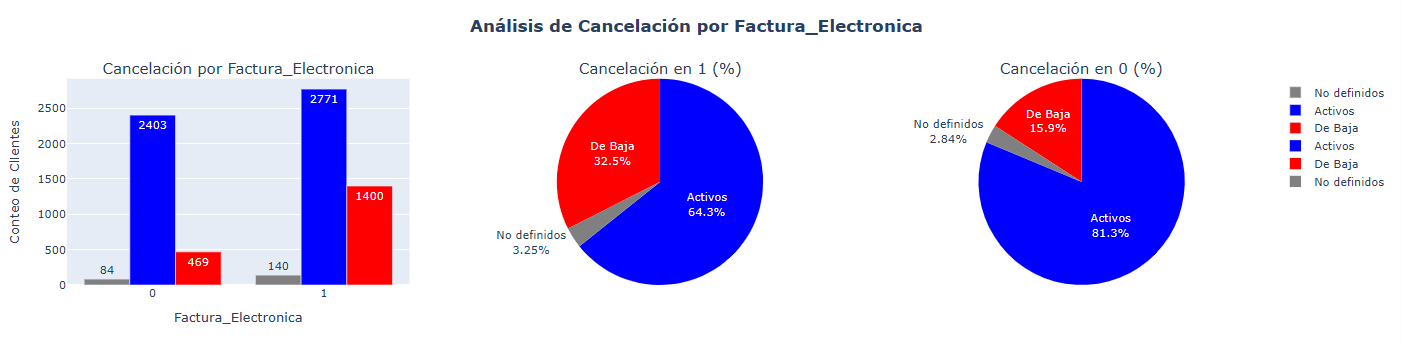 Análisis de Cancelación por Factura_Electronica
Cancelación por Factura_Electronica
Conteo de Cllentes
2500
2000
1500
1000
500
0
84
2403
469
140
2771
1400
0
1
Factura_Electronica
Cancelación en 1 (%)
De Baja
32.5%
Activos
64.3%
No definidos
3.25%
Cancelación en 0 (%)
De Baja
15.9%
No definidos
2.84%
Activos
81.3%
No definidos
Activos
De Baja
Activos
De Baja
No definidos